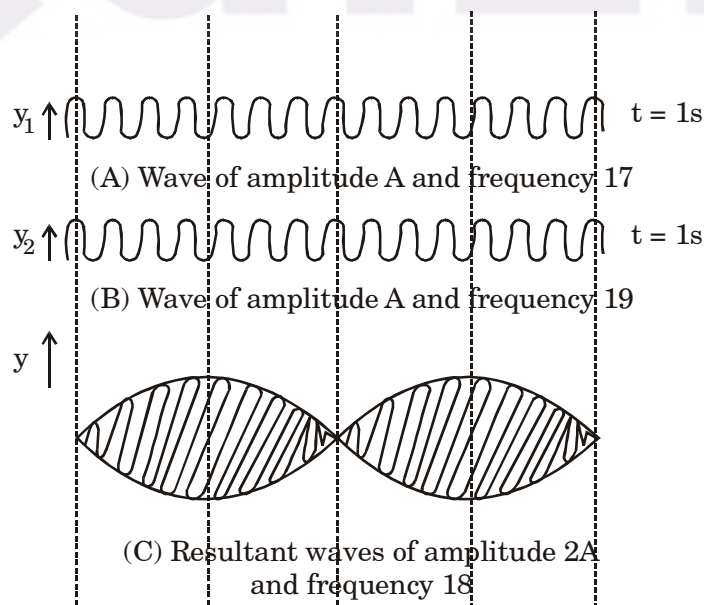 y₁ t = 1s
(A) Wave of amplitude A and frequency 17
y₂ t = 1s
(B) Wave of amplitude A and frequency 19
y
(C) Resultant waves of amplitude 2A
and frequency 18